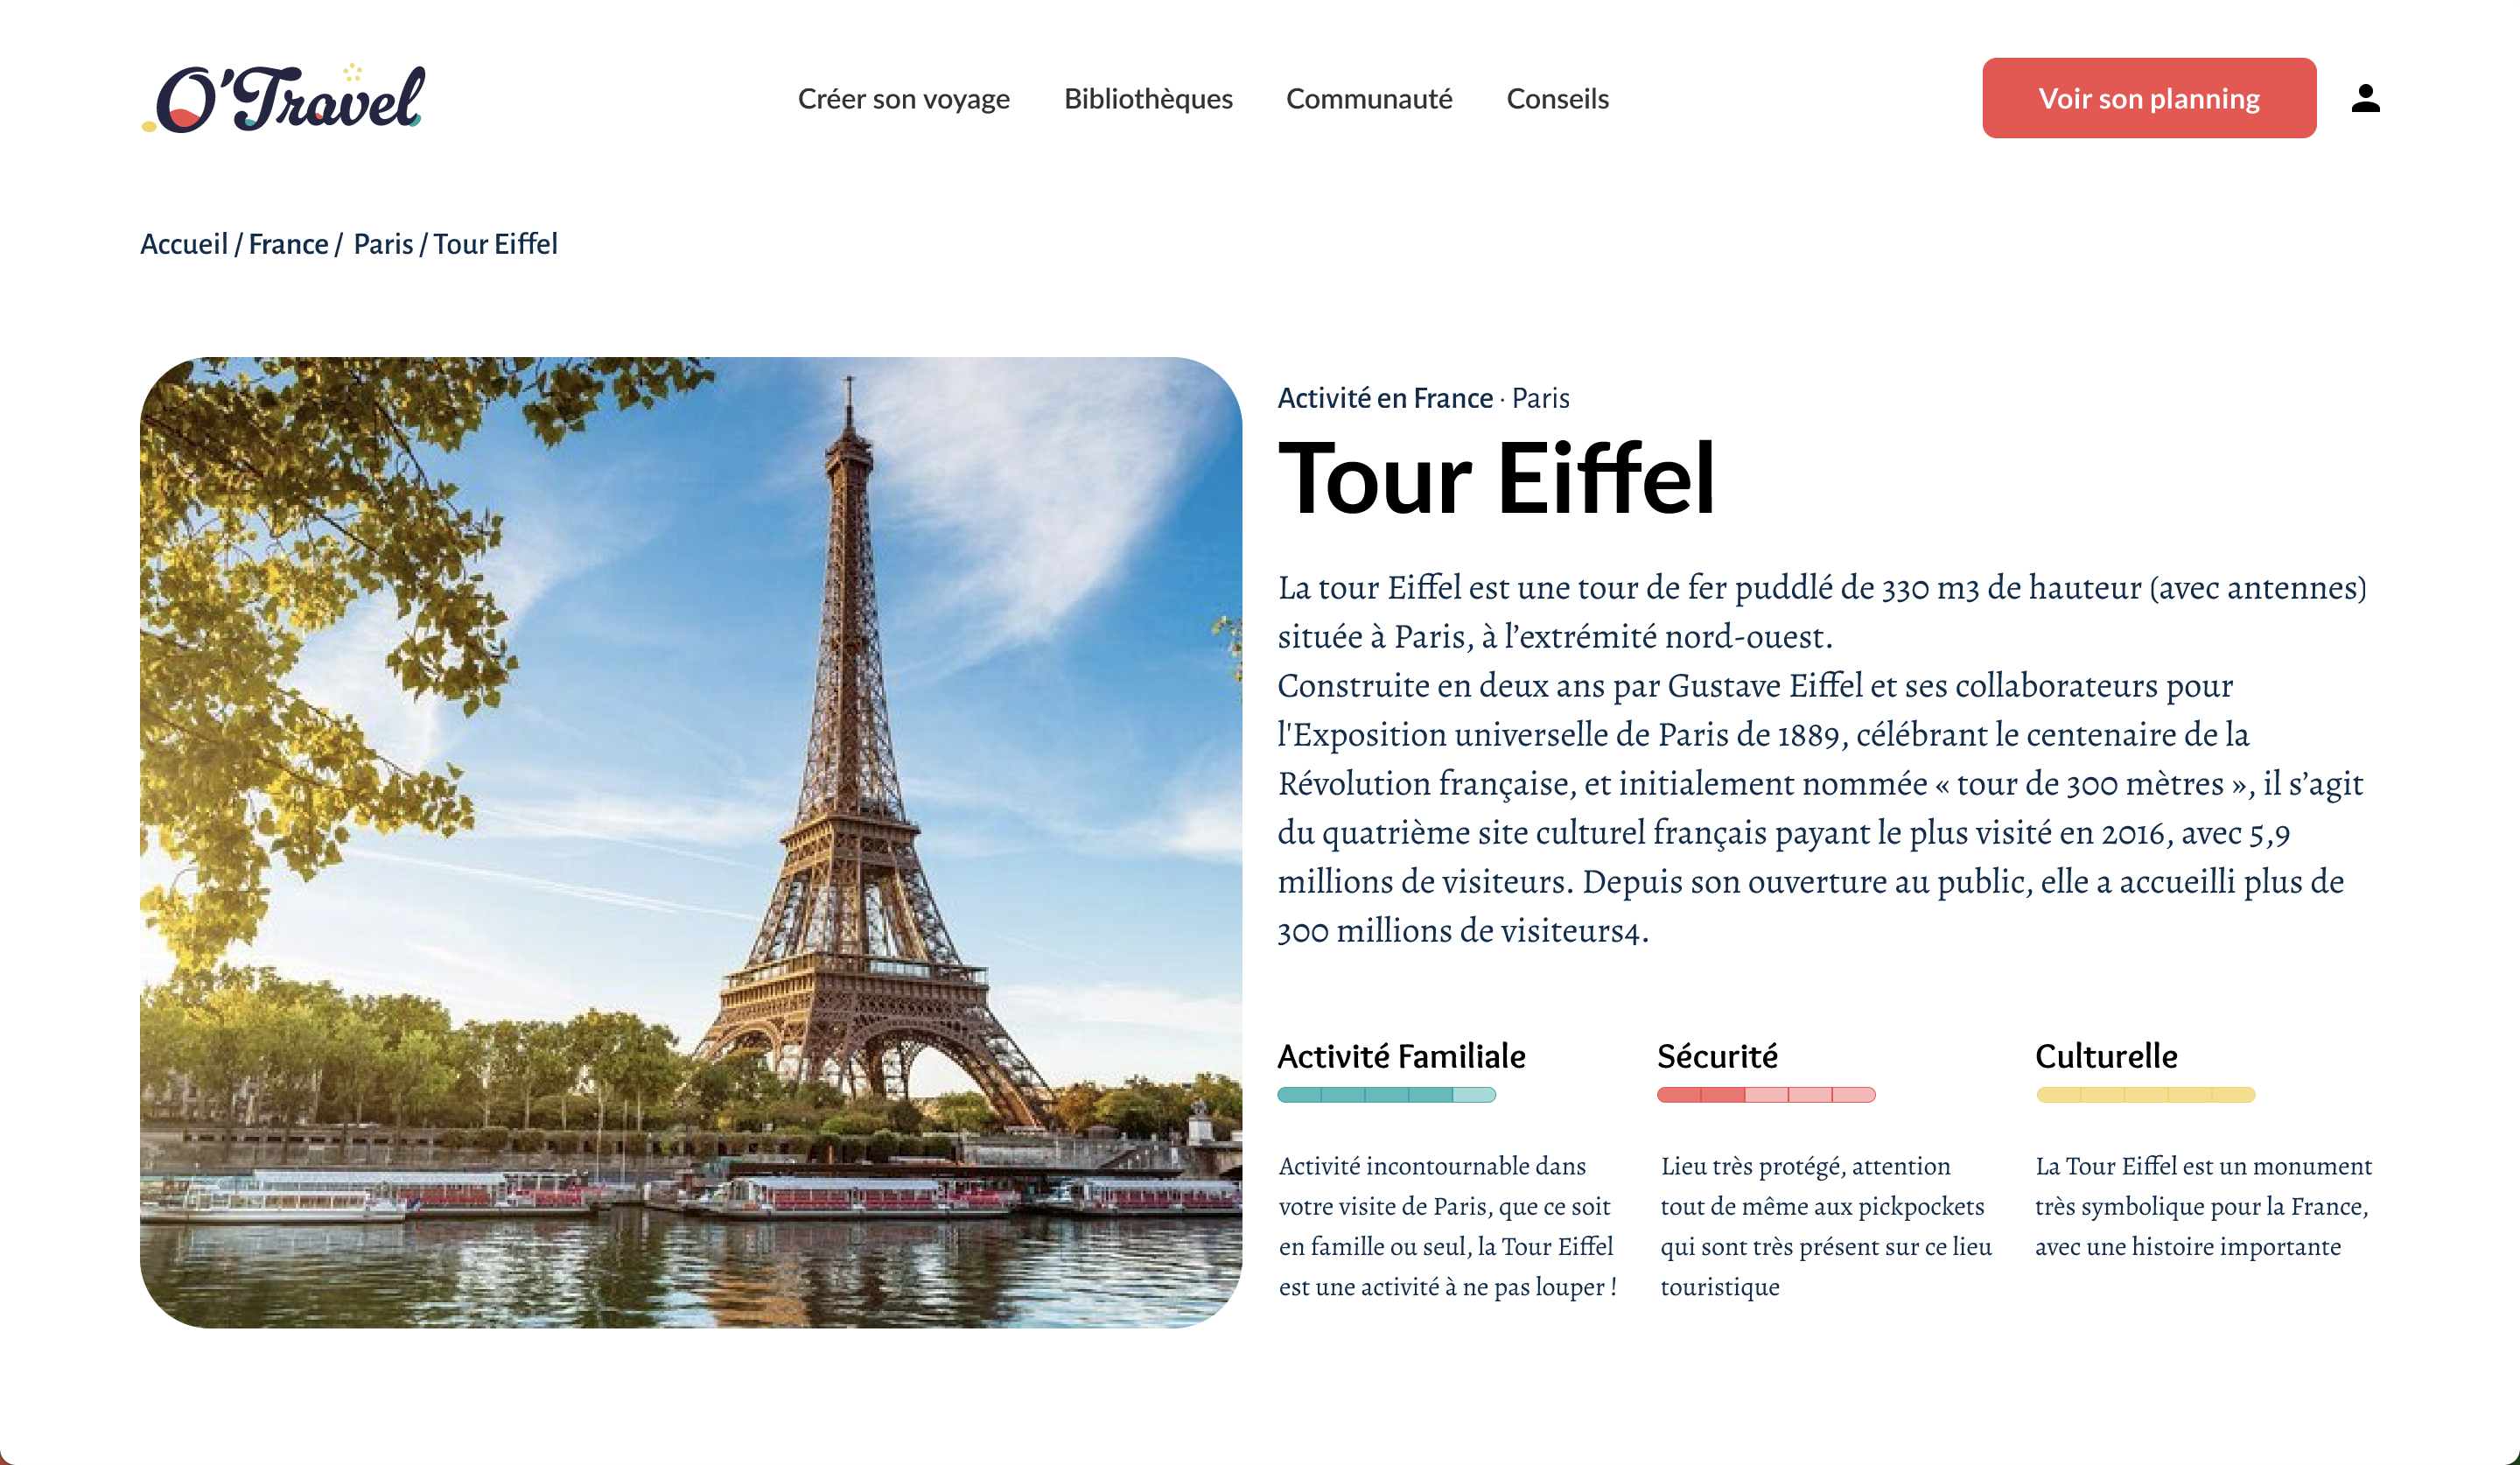 O'Travel
Créer son voyage
Bibliothèques
Communauté
Conseils
Voir son planning
Accueil / France / Paris / Tour Eiffel
Activité en France · Paris
Tour Eiffel
La tour Eiffel est une tour de fer puddlé de 330 m3 de hauteur (avec antennes)
située à Paris, à l’extrémité nord-ouest.
Construite en deux ans par Gustave Eiffel et ses collaborateurs pour
l'Exposition universelle de Paris de 1889, célébrant le centenaire de la
Révolution française, et initialement nommée « tour de 300 mètres », il s’agit
du quatrième site culturel français payant le plus visité en 2016, avec 5,9
millions de visiteurs. Depuis son ouverture au public, elle a accueilli plus de
300 millions de visiteurs4.
Activité Familiale
Activité incontournable dans
votre visite de Paris, que ce soit
en famille ou seul, la Tour Eiffel
est une activité à ne pas louper !
Sécurité
Lieu très protégé, attention
tout de même aux pickpockets
qui sont très présent sur ce lieu
touristique
Culturelle
La Tour Eiffel est un monument
très symbolique pour la France,
avec une histoire importante